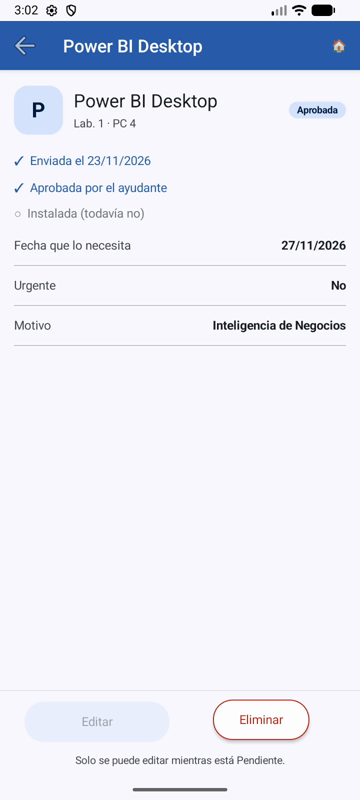 3:02
Power BI Desktop
P
Power BI Desktop
Lab. 1 · PC 4
Aprobada
✓ Enviada el 23/11/2026
✓ Aprobada por el ayudante
○ Instalada (todavía no)
Fecha que lo necesita 27/11/2026
Urgente No
Motivo Inteligencia de Negocios
Editar Eliminar
Solo se puede editar mientras está Pendiente.